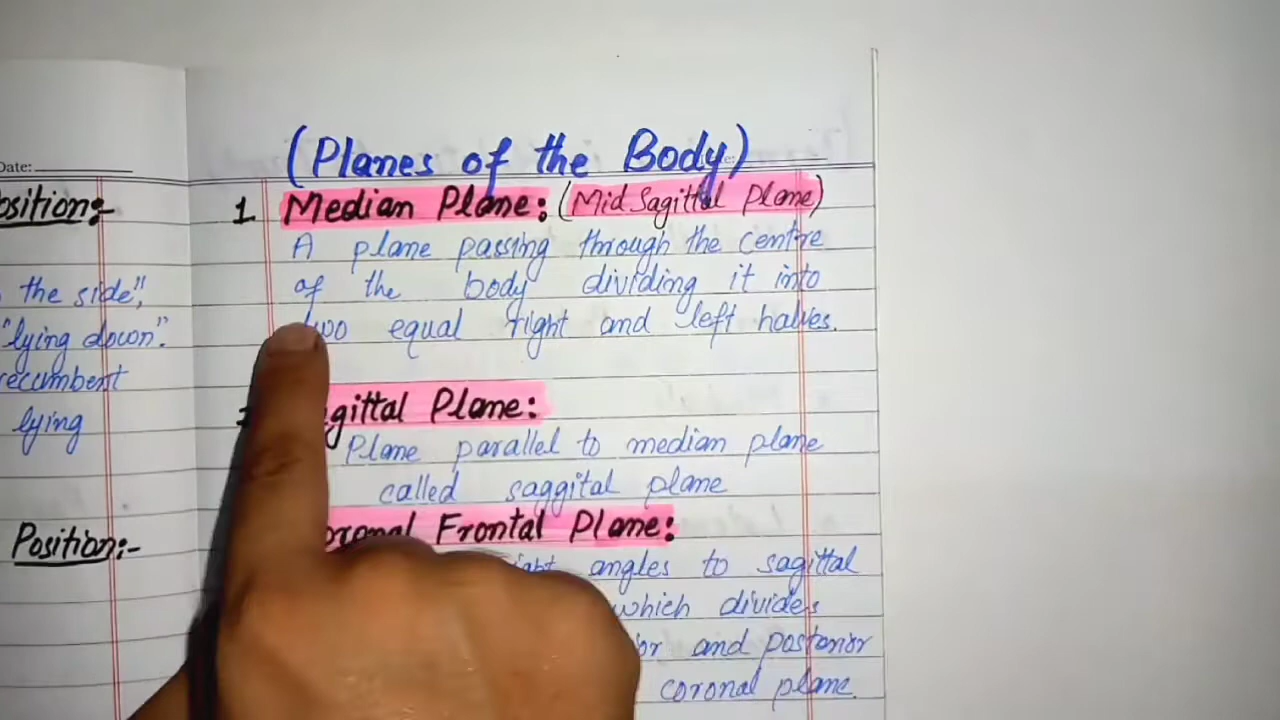 (Planes of the Body)
Date:
1 Median Plane: (Mid Sagittal Plane)
A plane passing through the centre
of the body dividing it into
two equal right and left halves.
gittal Plane:
Plane parallel to median plane
called saggital plane
oronal Frontal Plane:
angles to sagittal
which divides
and posterior
coronal plane.
osition:-
the side",
"lying down".
recumbent
lying
Position:-